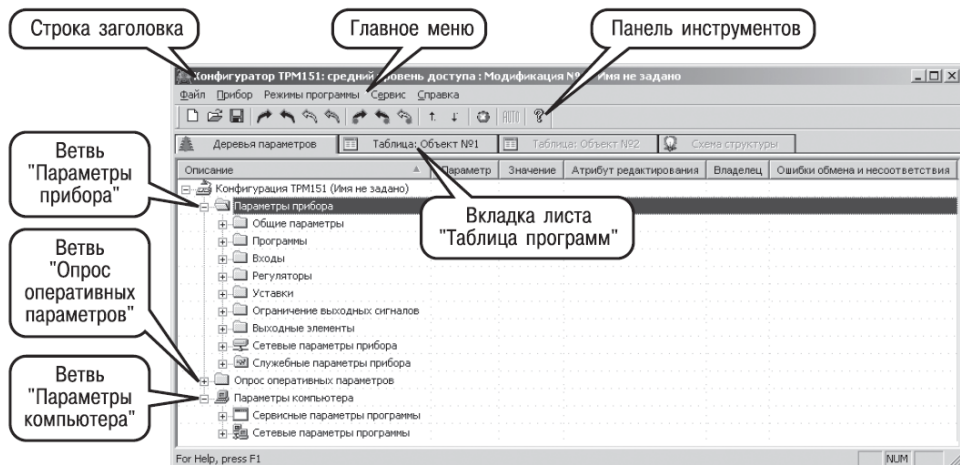 Строка заголовка
Главное меню
Панель инструментов
Конфигуратор ТРМ151: средний уровень доступа : Модификация № Имя не задано
Файл Прибор Режимы программы Сервис Справка
AUTO
Деревья параметров Таблица: Объект №1 Таблица: Объект №2 Схема структуры
Описание Параметр Значение Атрибут редактирования Владелец Ошибки обмена и несоответствия
Ветвь
"Параметры
прибора"
Конфигурация ТРМ151 (Имя не задано)
Параметры прибора
Общие параметры
Программы
Входы
Регуляторы
Уставки
Ограничение выходных сигналов
Выходные элементы
Сетевые параметры прибора
Служебные параметры прибора
Опрос оперативных параметров
Параметры компьютера
Сервисные параметры программы
Сетевые параметры программы
Вкладка листа
"Таблица программ"
Ветвь
"Опрос
оперативных
параметров"
Ветвь
"Параметры
компьютера"
For Help, press F1
NUM